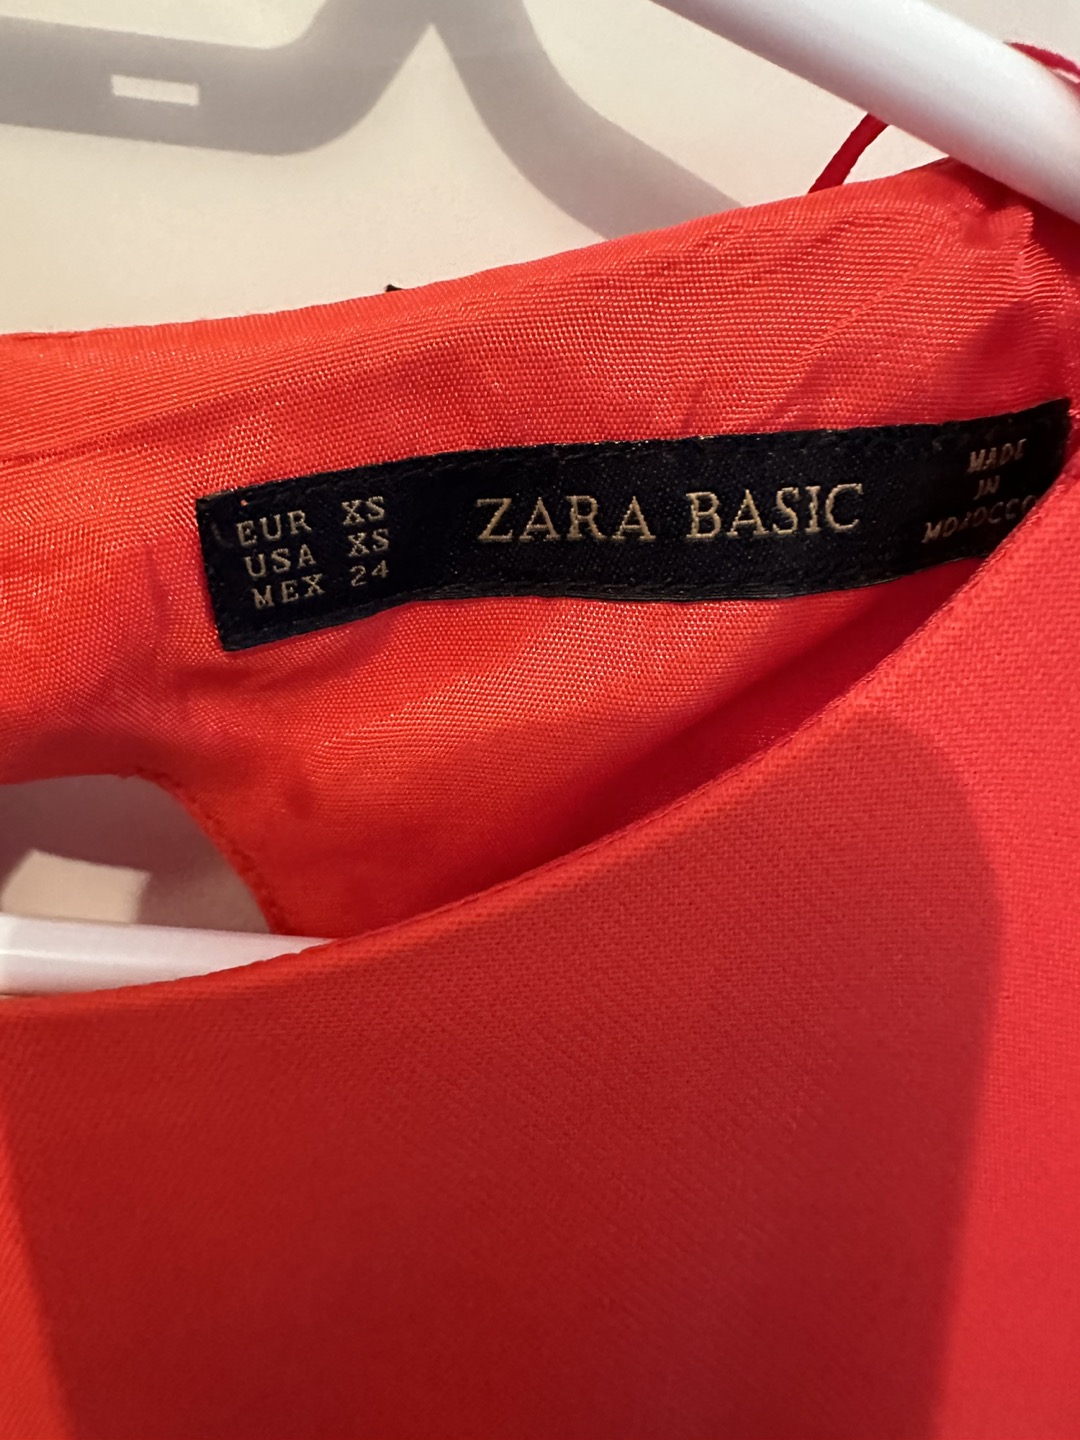 EUR XS
USA XS
MEX 24
ZARA BASIC
MADE
IN
MOROCCO